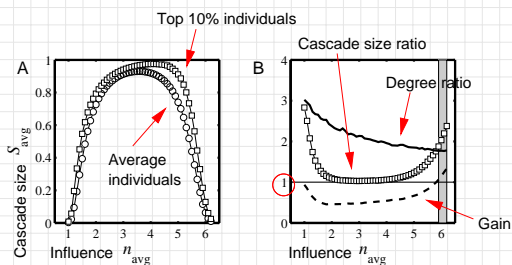 Top 10% individuals
A
Cascade size S_avg
1
0.8
0.6
0.4
0.2
0
Average
individuals
1 2 3 4 5 6
Influence n_avg
Cascade size ratio
B
Degree ratio
4
3
2
1
0
Gain
1 2 3 4 5 6
Influence n_avg